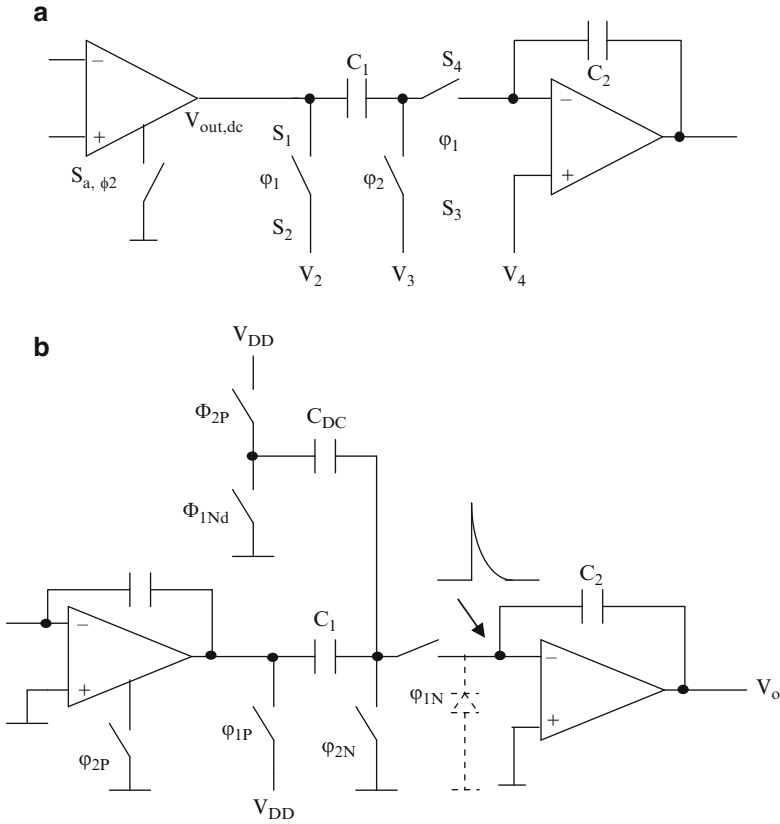 a
− + V_out,dc
S_a, ϕ2
S_1
φ_1
S_2
V_2
C_1
φ_2
V_3
S_4
φ_1
S_3
V_4
C_2
− +
b
V_DD
Φ_2P
C_DC
Φ_1Nd
− +
φ_2P
φ_1P
V_DD
C_1
φ_2N
φ_1N
C_2
− +
V_o